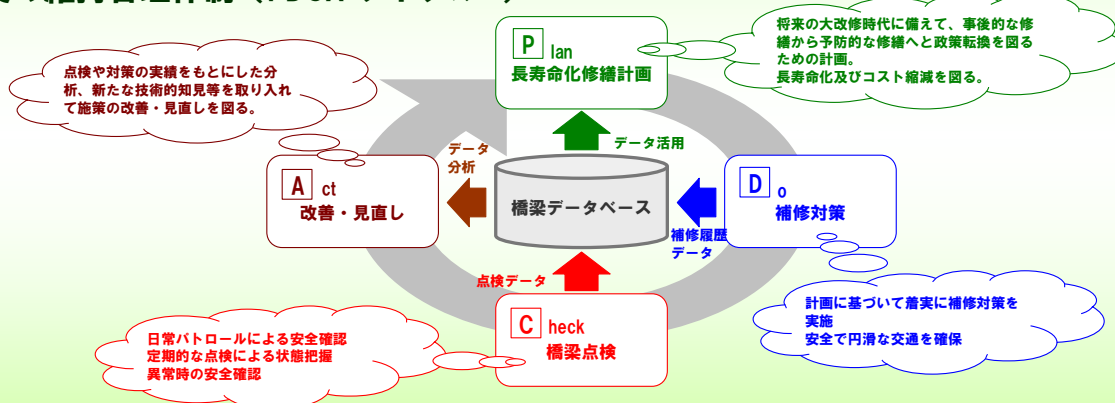 将来の大改修時代に備えて、事後的な修
繕から予防的な修繕へと政策転換を図る
ための計画。
長寿命化及びコスト縮減を図る。
Plan
長寿命化修繕計画
点検や対策の実績をもとにした分
析、新たな技術的知見等を取り入れ
て施策の改善・見直しを図る。
データ活用
データ
分析
Act
改善・見直し
橋梁データベース
Do
補修対策
補修履歴
データ
点検データ
Check
橋梁点検
日常パトロールによる安全確認
定期的な点検による状態把握
異常時の安全確認
計画に基づいて着実に補修対策を
実施
安全で円滑な交通を確保